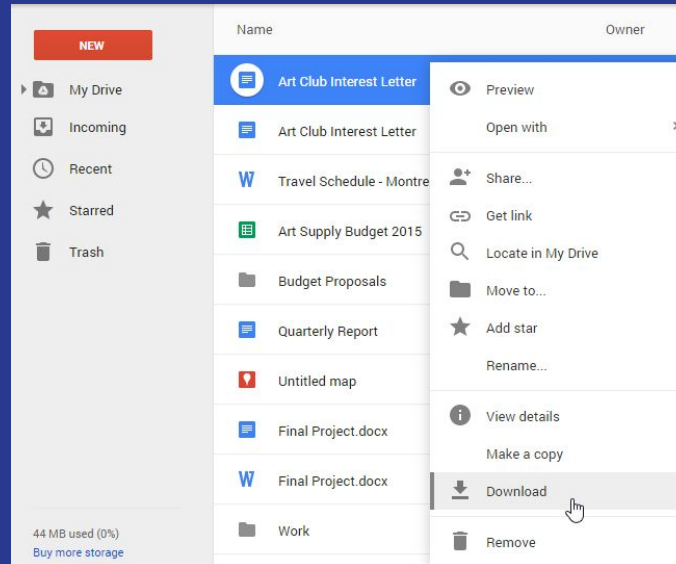 NEW
My Drive
Incoming
Recent
Starred
Trash
44 MB used (0%)
Buy more storage
Name
Owner
Art Club Interest Letter
Art Club Interest Letter
Travel Schedule - Montre
Art Supply Budget 2015
Budget Proposals
Quarterly Report
Untitled map
Final Project.docx
Final Project.docx
Work
Preview
Open with
Share...
Get link
Locate in My Drive
Move to...
Add star
Rename...
View details
Make a copy
Download
Remove